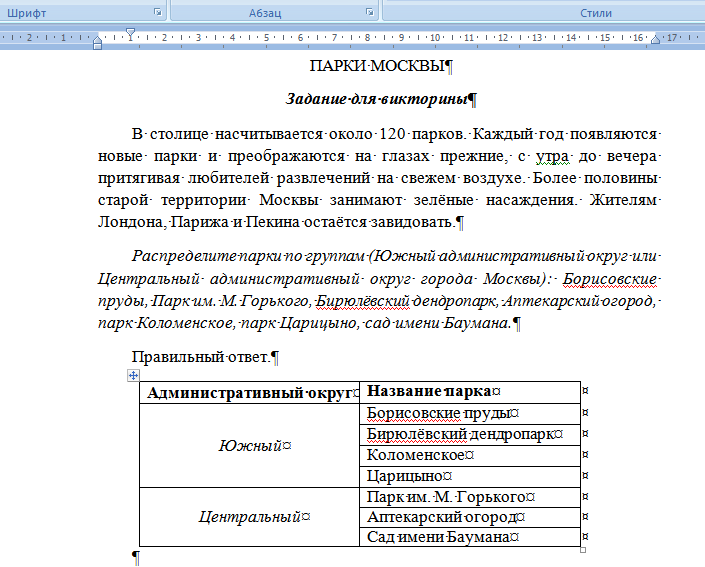 Шрифт Абзац Стили
2 1 1 2 3 4 5 6 7 8 9 10 11 12 13 14 15 16 17
ПАРКИ МОСКВЫ¶
Задание для викторины¶
В столице насчитывается около 120 парков. Каждый год появляются
новые парки и преображаются на глазах прежние, с утра до вечера
притягивая любителей развлечений на свежем воздухе. Более половины
старой территории Москвы занимают зелёные насаждения. Жителям
Лондона, Парижа и Пекина остаётся завидовать.¶
Распределите парки по группам (Южный административный округ или
Центральный административный округ города Москвы): Борисовские
пруды, Парк им. М. Горького, Бирюлёвский дендропарк, Аптекарский огород,
парк Коломенское, парк Царицыно, сад имени Баумана.¶
Правильный ответ.¶
Административный округ¤ Название парка¤ ¤
Борисовские пруды¤ ¤
Бирюлёвский дендропарк¤ ¤
Южный¤
Коломенское¤ ¤
Царицыно¤ ¤
Парк им. М. Горького¤ ¤
Центральный¤ Аптекарский огород¤ ¤
Сад имени Баумана¤ ¤
¶